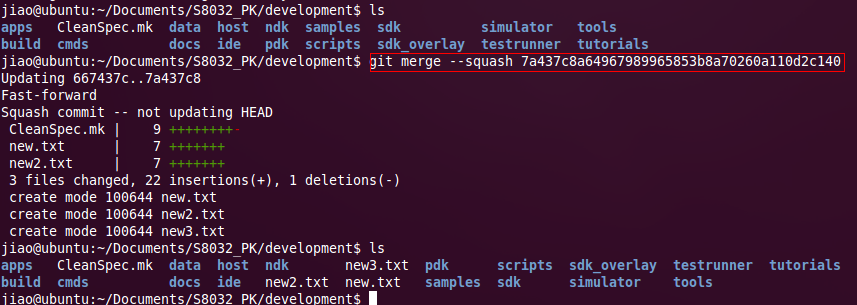 jiao@ubuntu:~/Documents/S8032_PK/development$ ls
apps   CleanSpec.mk  data  host  ndk  samples  sdk          simulator   tools
build  cmds          docs  ide   pdk  scripts  sdk_overlay  testrunner  tutorials
jiao@ubuntu:~/Documents/S8032_PK/development$ git merge --squash 7a437c8a64967989965853b8a70260a110d2c140
Updating 667437c..7a437c8
Fast-forward
Squash commit -- not updating HEAD
 CleanSpec.mk |    9 ++++++++-
 new.txt      |    7 +++++++
 new2.txt     |    7 +++++++
 3 files changed, 22 insertions(+), 1 deletions(-)
 create mode 100644 new.txt
 create mode 100644 new2.txt
 create mode 100644 new3.txt
jiao@ubuntu:~/Documents/S8032_PK/development$ ls
apps   CleanSpec.mk  data  host  ndk       new3.txt  pdk      scripts  sdk_overlay  testrunner  tutorials
build  cmds          docs  ide   new2.txt  new.txt   samples  sdk      simulator    tools
jiao@ubuntu:~/Documents/S8032_PK/development$